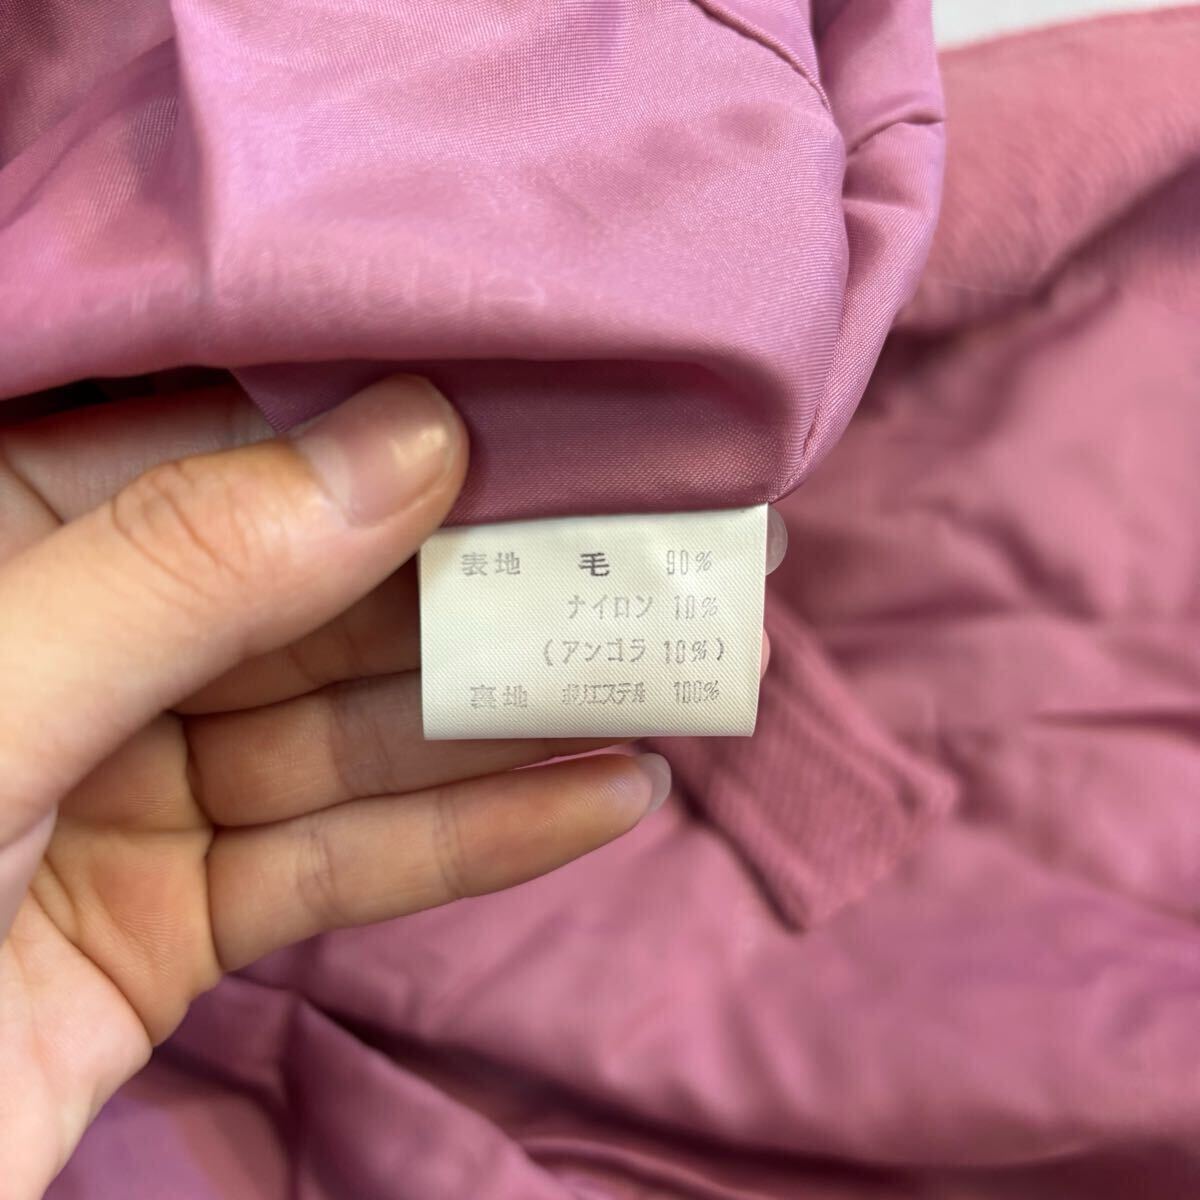 表地 毛 90%
ナイロン 10%
(アンゴラ 10%)
裏地 ポリエステル 100%